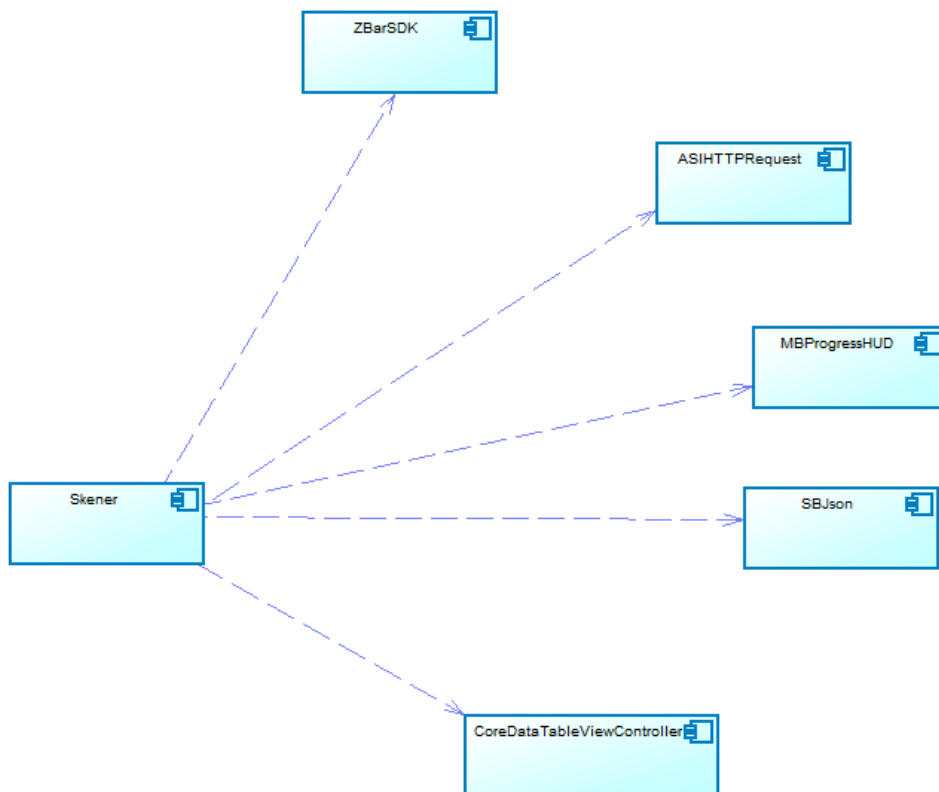 ZBarSDK
ASIHTTPRequest
MBProgressHUD
Skener
SBJson
CoreDataTableViewController